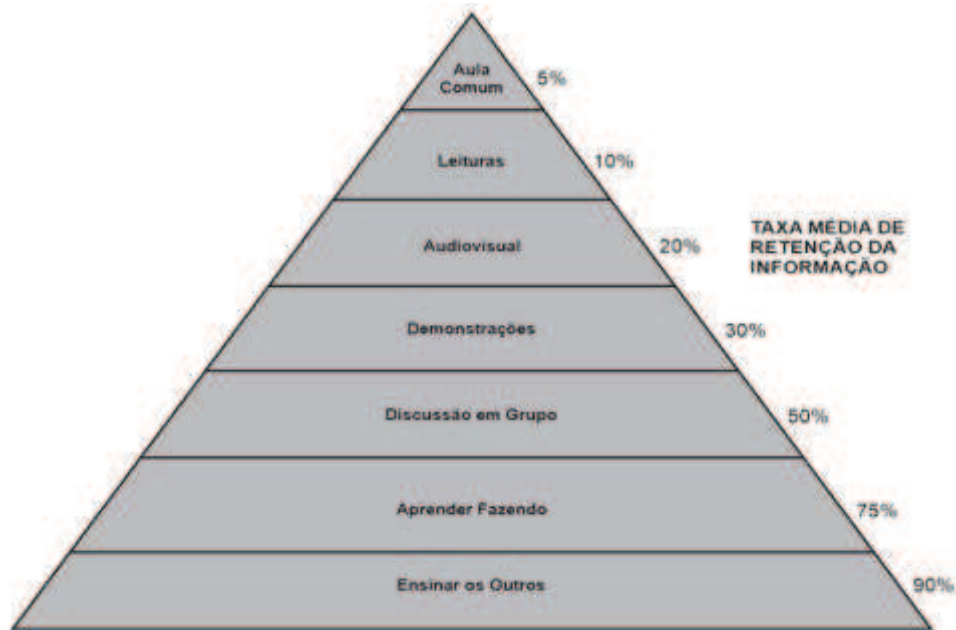 Aula
Comum
5%
Leituras
10%
Audiovisual
20%
TAXA MÉDIA DE
RETENÇÃO DA
INFORMAÇÃO
Demonstrações
30%
Discussão em Grupo
50%
Aprender Fazendo
75%
Ensinar os Outros
90%